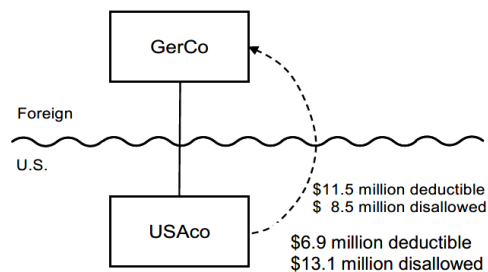 GerCo
Foreign
U.S.
USAco
$11.5 million deductible
$ 8.5 million disallowed
$6.9 million deductible
$13.1 million disallowed